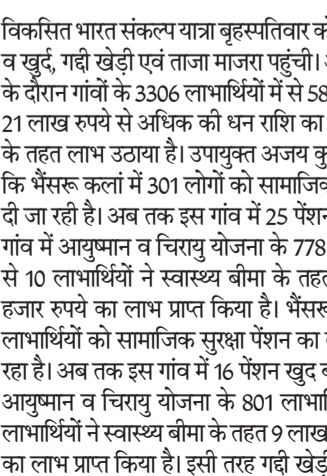 विकसित भारत संकल्प यात्रा बृहस्पतिवार को
व खुर्द, गद्दी खेड़ी एवं ताजा माजरा पहुंची।
के दौरान गांवों के 3306 लाभार्थियों में से 58
21 लाख रुपये से अधिक की धन राशि का
के तहत लाभ उठाया है। उपायुक्त अजय कु
कि भैंसरू कलां में 301 लोगों को सामाजिक
दी जा रही है। अब तक इस गांव में 25 पेंशन
गांव में आयुष्मान व चिरायु योजना के 778
से 10 लाभार्थियों ने स्वास्थ्य बीमा के तहत
हजार रुपये का लाभ प्राप्त किया है। भैंसरू
लाभार्थियों को सामाजिक सुरक्षा पेंशन का
रहा है। अब तक इस गांव में 16 पेंशन खुद ब
आयुष्मान व चिरायु योजना के 801 लाभार्थि
लाभार्थियों ने स्वास्थ्य बीमा के तहत 9 लाख
का लाभ प्राप्त किया है। इसी तरह गद्दी खेड़ी